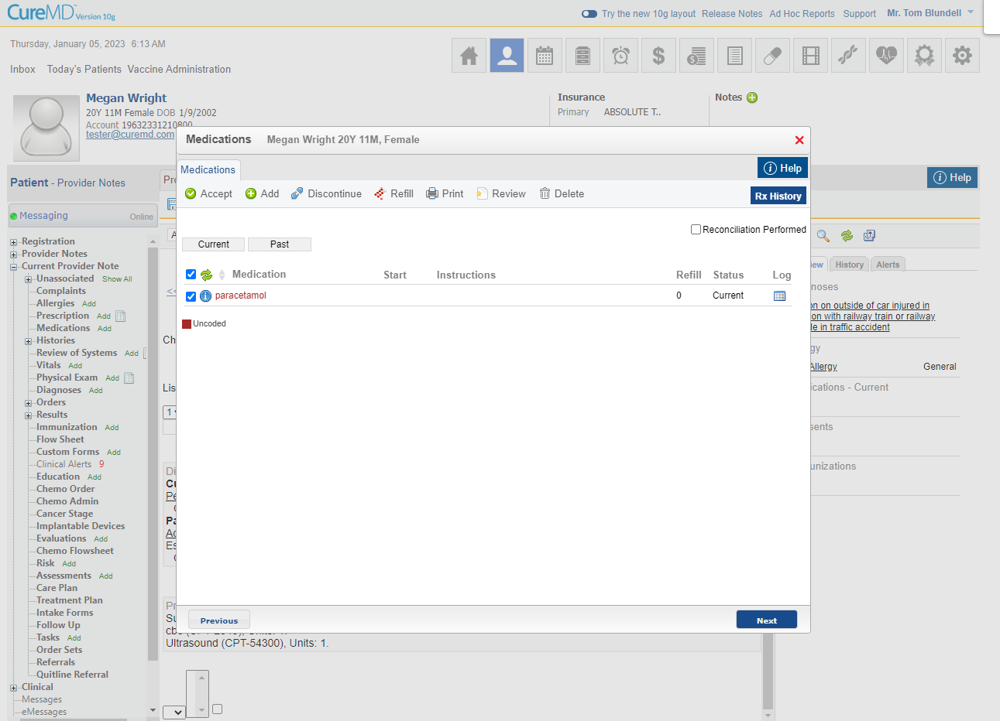 CureMD Version 10g
Try the new 10g layout Release Notes Ad Hoc Reports Support Mr. Tom Blundell
Thursday, January 05, 2023 6:13 AM
Inbox Today's Patients Vaccine Administration
Megan Wright
20Y 11M Female DOB 1/9/2002
Account 19632331210800
tester@curemd.com
Insurance
Primary ABSOLUTE T..
Notes
Patient - Provider Notes
Help
Messaging Online
Registration
Provider Notes
Current Provider Note
Unassociated Show All
Complaints
Allergies Add
Prescription Add
Medications Add
Histories
Review of Systems Add
Vitals Add
Physical Exam Add
Diagnoses Add
Orders
Results
Immunization Add
Flow Sheet
Custom Forms Add
Clinical Alerts 9
Education Add
Chemo Order
Chemo Admin
Cancer Stage
Implantable Devices
Evaluations Add
Chemo Flowsheet
Risk Add
Assessments Add
Care Plan
Treatment Plan
Intake Forms
Follow Up
Tasks Add
Order Sets
Referrals
Quitline Referral
Clinical
Messages
eMessages
Medications Megan Wright 20Y 11M, Female
Medications
Help
Accept Add Discontinue Refill Print Review Delete
Rx History
Reconciliation Performed
Current Past
Medication Start Instructions Refill Status Log
paracetamol 0 Current
Uncoded
Previous Next
<<
Ch
Lis
1
Di
Pr
Ultrasound (CPT-54300), Units: 1.
ew History Alerts
noses
on on outside of car injured in
on with railway train or railway
le in traffic accident
gy
Allergy General
ications - Current
sents
unizations